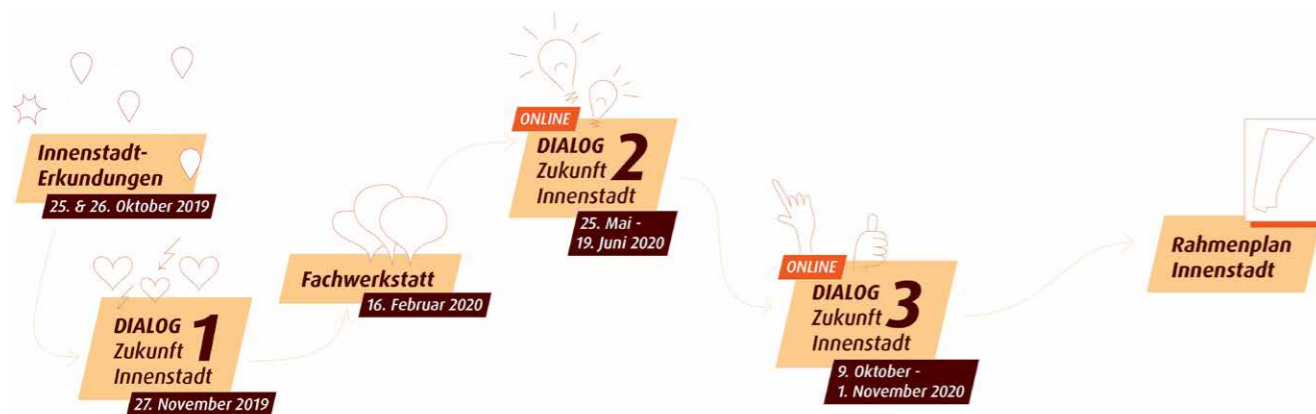 Innenstadt-
Erkundungen
25. & 26. Oktober 2019
DIALOG 1
Zukunft
Innenstadt
27. November 2019
Fachwerkstatt
16. Februar 2020
ONLINE
DIALOG 2
Zukunft
Innenstadt
25. Mai -
19. Juni 2020
ONLINE
DIALOG 3
Zukunft
Innenstadt
9. Oktober -
1. November 2020
Rahmenplan
Innenstadt